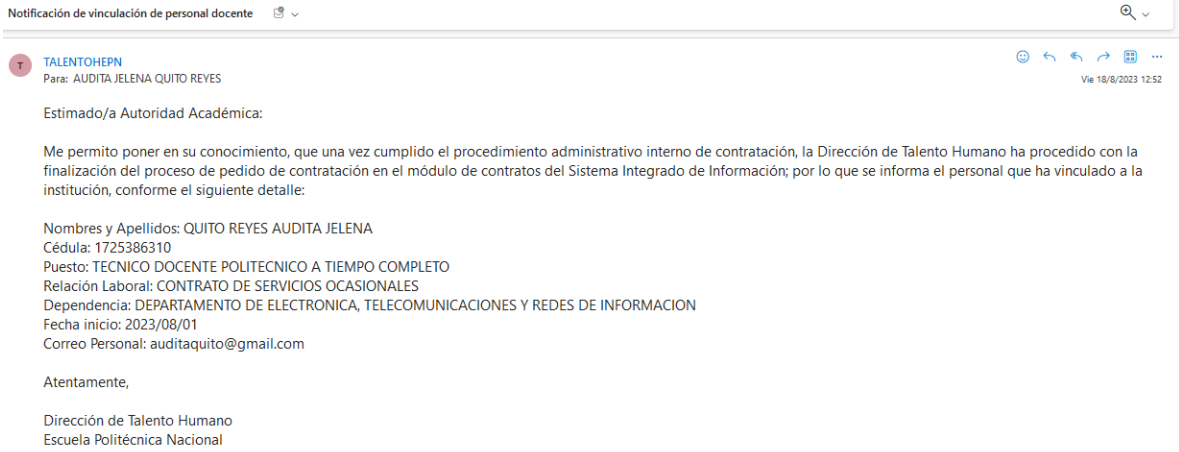 Notificación de vinculación de personal docente
T
TALENTOHEPN
Para: AUDITA JELENA QUITO REYES
Vie 18/8/2023 12:52
Estimado/a Autoridad Académica:
Me permito poner en su conocimiento, que una vez cumplido el procedimiento administrativo interno de contratación, la Dirección de Talento Humano ha procedido con la
finalización del proceso de pedido de contratación en el módulo de contratos del Sistema Integrado de Información; por lo que se informa el personal que ha vinculado a la
institución, conforme el siguiente detalle:
Nombres y Apellidos: QUITO REYES AUDITA JELENA
Cédula: 1725386310
Puesto: TECNICO DOCENTE POLITECNICO A TIEMPO COMPLETO
Relación Laboral: CONTRATO DE SERVICIOS OCASIONALES
Dependencia: DEPARTAMENTO DE ELECTRONICA, TELECOMUNICACIONES Y REDES DE INFORMACION
Fecha inicio: 2023/08/01
Correo Personal: auditaquito@gmail.com
Atentamente,
Dirección de Talento Humano
Escuela Politécnica Nacional